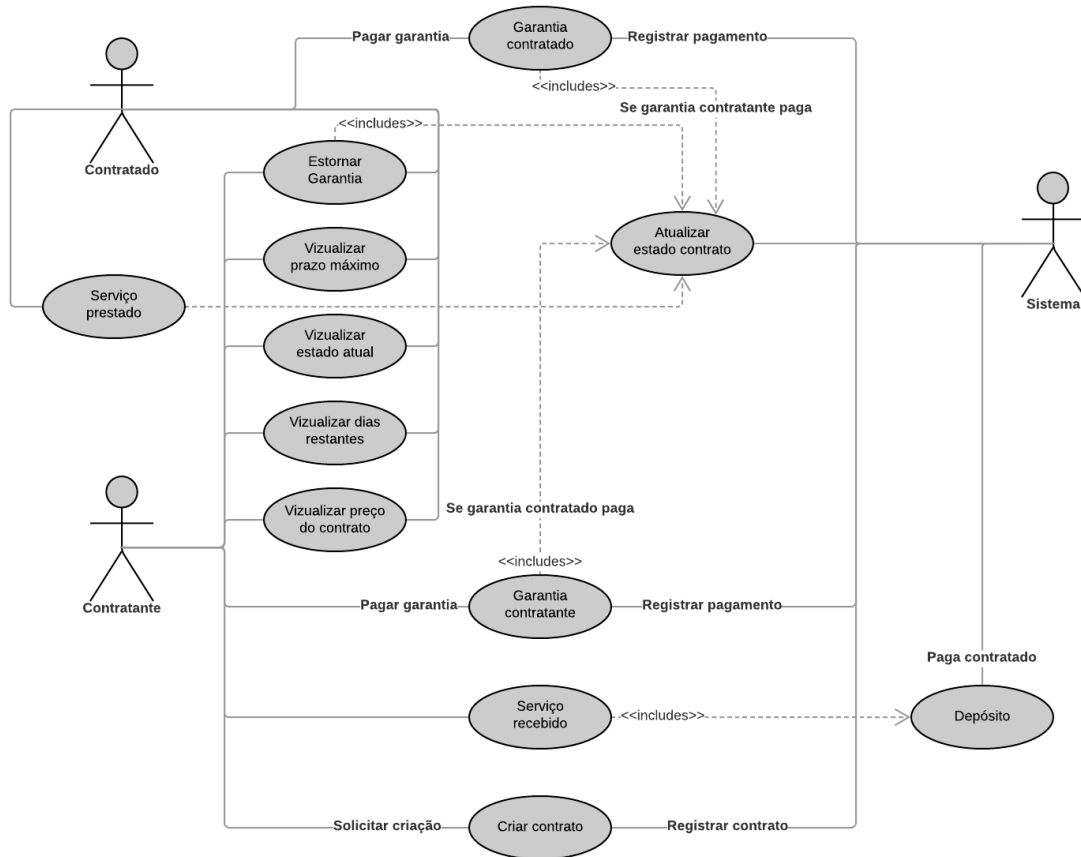 Garantia
contratado
Pagar garantia
Registrar pagamento
<<includes>>
Se garantia contratante paga
<<includes>>
Contratado
Estornar
Garantia
Atualizar
estado contrato
Vizualizar
prazo máximo
Serviço
prestado
Sistema
Vizualizar
estado atual
Vizualizar dias
restantes
Vizualizar preço
do contrato
Se garantia contratado paga
<<includes>>
Contratante
Pagar garantia
Garantia
contratante
Registrar pagamento
Paga contratado
Serviço
recebido
<<includes>>
Depósito
Solicitar criação
Criar contrato
Registrar contrato